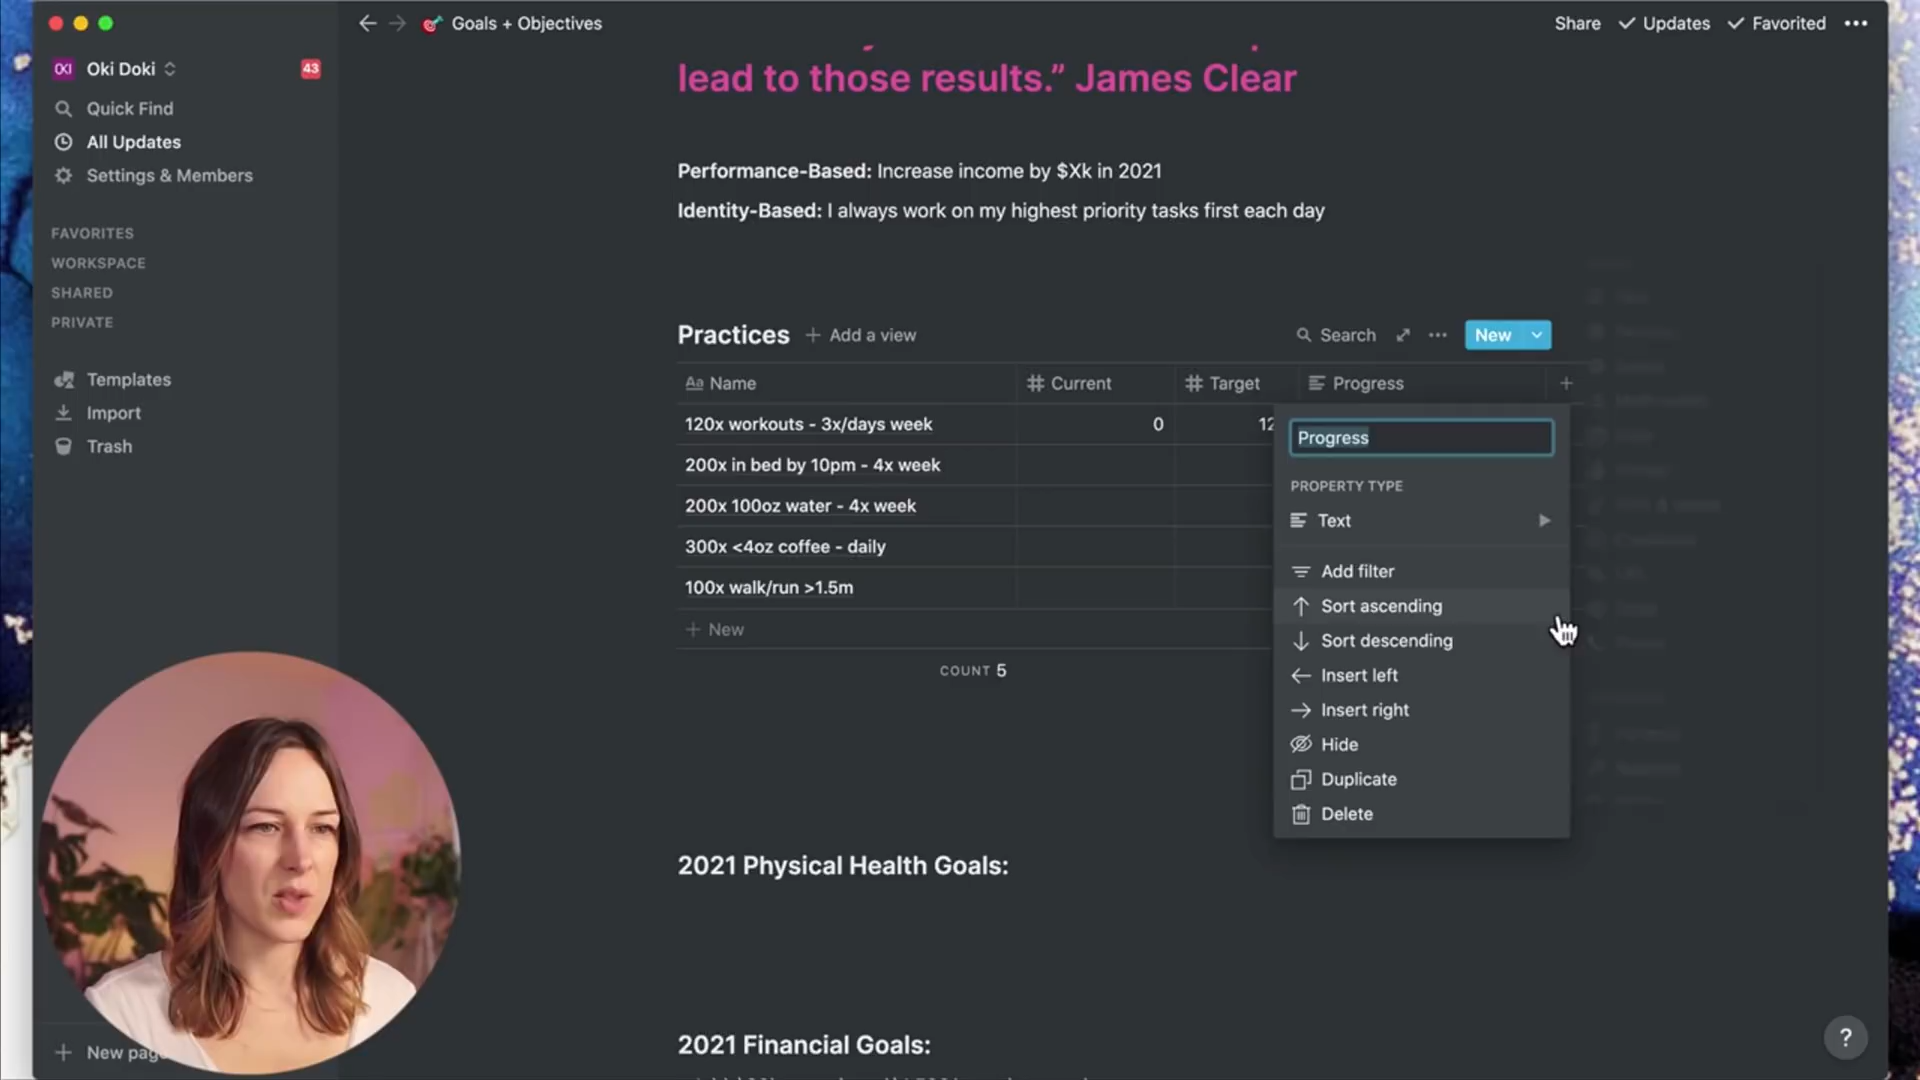 Goals + Objectives
Share
Updates
Favorited
OKI
Oki Doki
43
Quick Find
All Updates
Settings & Members
FAVORITES
WORKSPACE
SHARED
PRIVATE
Templates
Import
Trash
New page
lead to those results.” James Clear
Performance-Based: Increase income by $Xk in 2021
Identity-Based: I always work on my highest priority tasks first each day
Practices
Add a view
Search
New
Aa Name
# Current
# Target
Progress
120x workouts - 3x/days week
0
12
200x in bed by 10pm - 4x week
200x 100oz water - 4x week
300x <4oz coffee - daily
100x walk/run >1.5m
+ New
COUNT 5
Progress
PROPERTY TYPE
Text
Add filter
Sort ascending
Sort descending
Insert left
Insert right
Hide
Duplicate
Delete
2021 Physical Health Goals:
2021 Financial Goals:
?